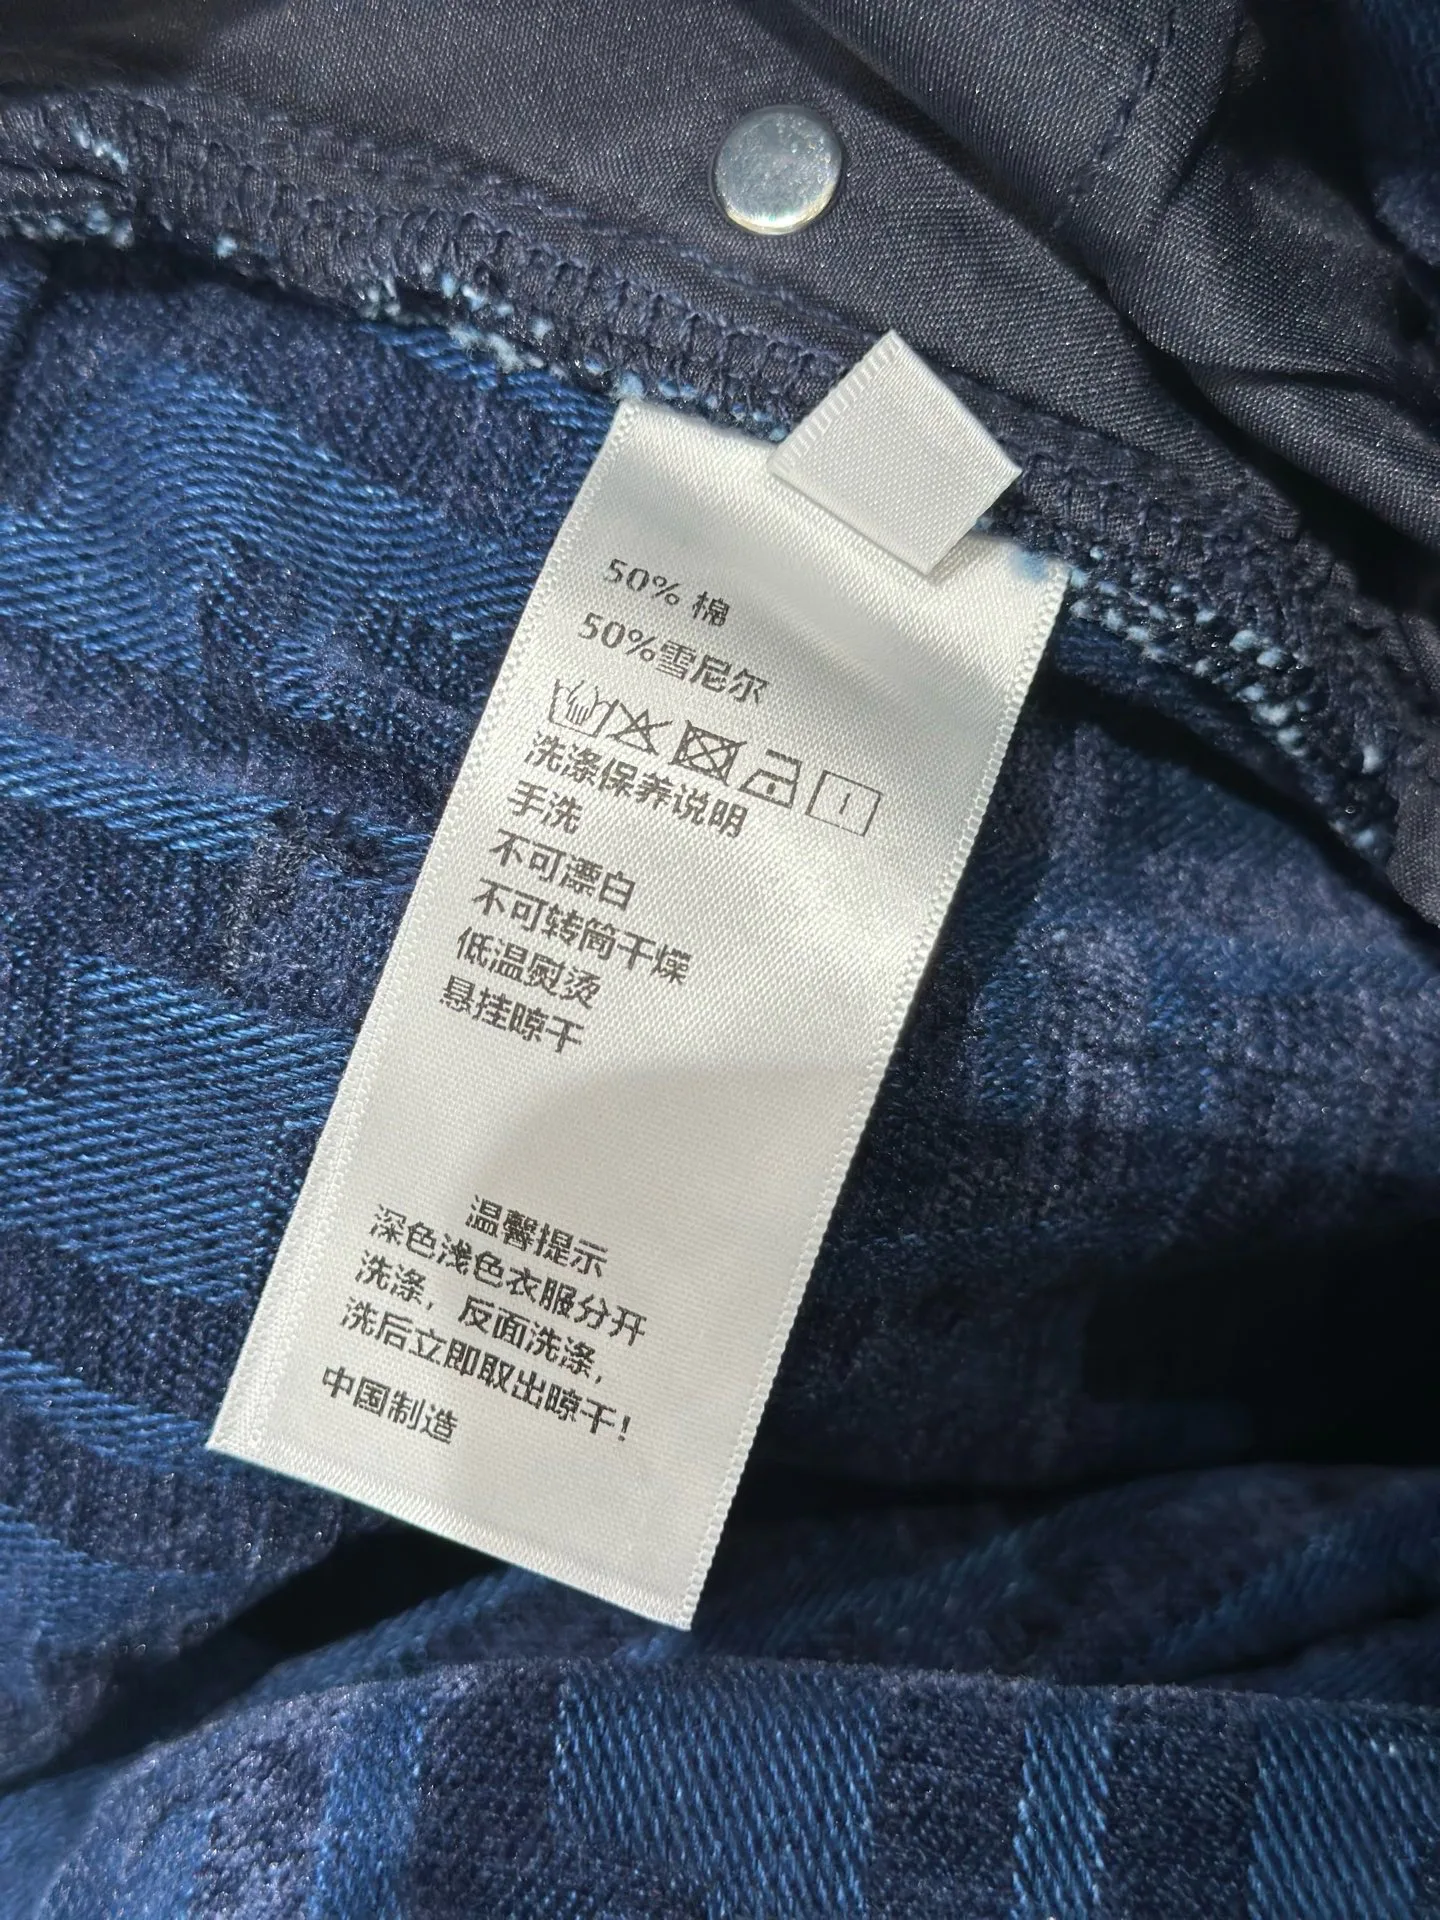 50% 棉
50%雪尼尔
洗涤保养说明
手洗
不可漂白
不可转筒干燥
低温熨烫
悬挂晾干
温馨提示
深色浅色衣服分开
洗涤，反面洗涤，
洗后立即取出晾干！
中国制造